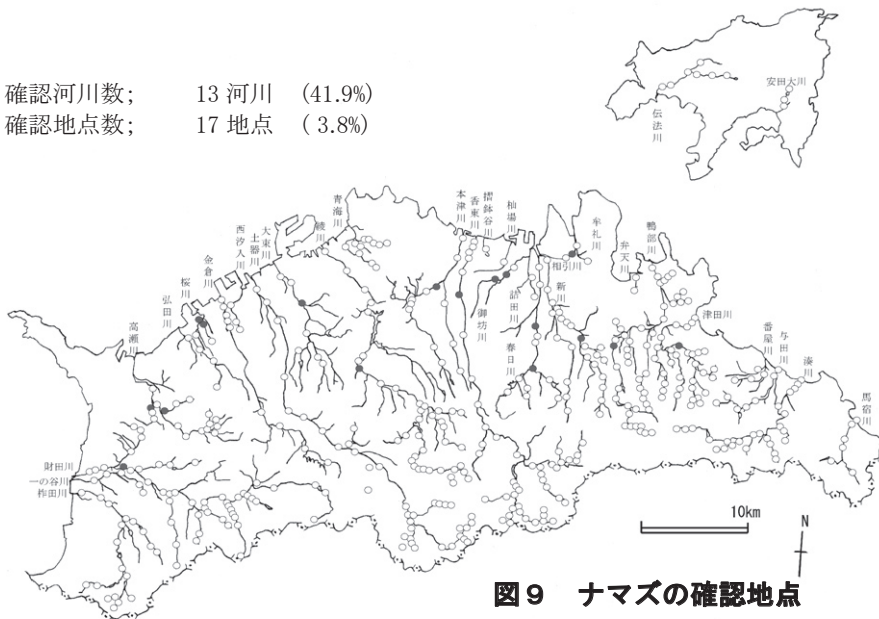 確認河川数; 13 河川 (41.9%)
確認地点数; 17 地点 ( 3.8%)
安田大川
伝法川
青海川
綾川
大束川
土器川
西汐入川
金倉川
桜川
弘田川
高瀬川
本津川
香東川
摺鉢谷川
杣場川
牟礼川
相引川
弁天川
鴨部川
新川
詰田川
御坊川
春日川
津田川
番屋川
与田川
湊川
馬宿川
財田川
一の谷川
柞田川
10km
N
図9 ナマズの確認地点